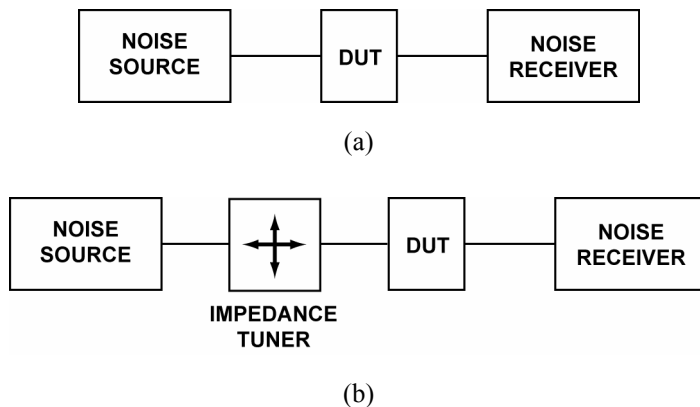 NOISE
SOURCE
DUT
NOISE
RECEIVER
(a)
NOISE
SOURCE
DUT
NOISE
RECEIVER
IMPEDANCE
TUNER
(b)